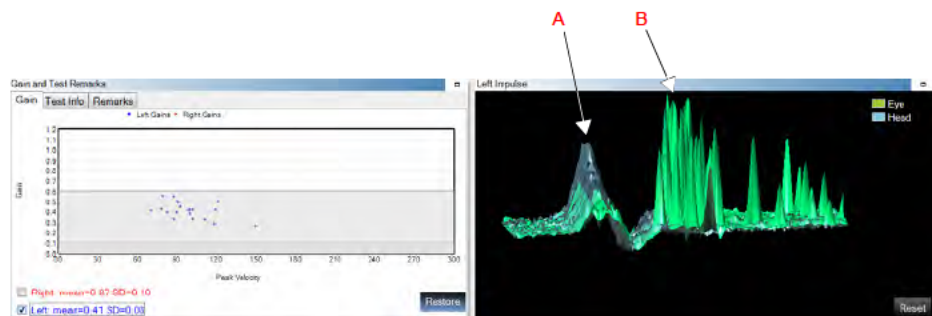 A B
Gain and Test Remarks
Left Impulse
Gain Test Info Remarks
Left Gains Right Gains
Eye
Head
1.2
1.1
1.0
0.9
0.8
0.7
0.6
0.5
0.4
0.3
0.2
0.1
0.0
Gain
60 90 120 150 180 210 240 270 300
Peak Velocity
Right: mean=
SD=0.10
Left: mean=0.41 SD=0.08
Restore
Reset